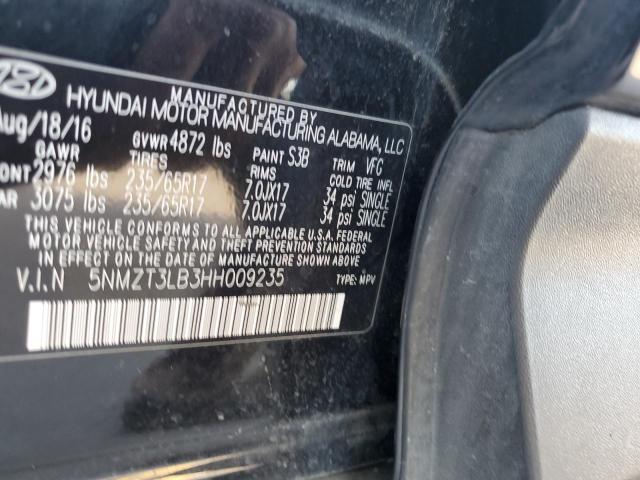 MANUFACTURED BY
HYUNDAI MOTOR MANUFACTURING ALABAMA, LLC
Aug/18/16 GVWR 4872 lbs PAINT S3B TRIM VFC
GAWR TIRES RIMS COLD TIRE INFL
ONT 2976 lbs 235/65R17 7.0JX17 34 psi SINGLE
AR 3075 lbs 235/65R17 7.0JX17 34 psi SINGLE
THIS VEHICLE CONFORMS TO ALL APPLICABLE U.S.A. FEDERAL
MOTOR VEHICLE SAFETY AND THEFT PREVENTION STANDARDS
IN EFFECT ON THE DATE OF MANUFACTURE SHOWN ABOVE.
V.I.N 5NMZT3LB3HH009235 TYPE: MPV